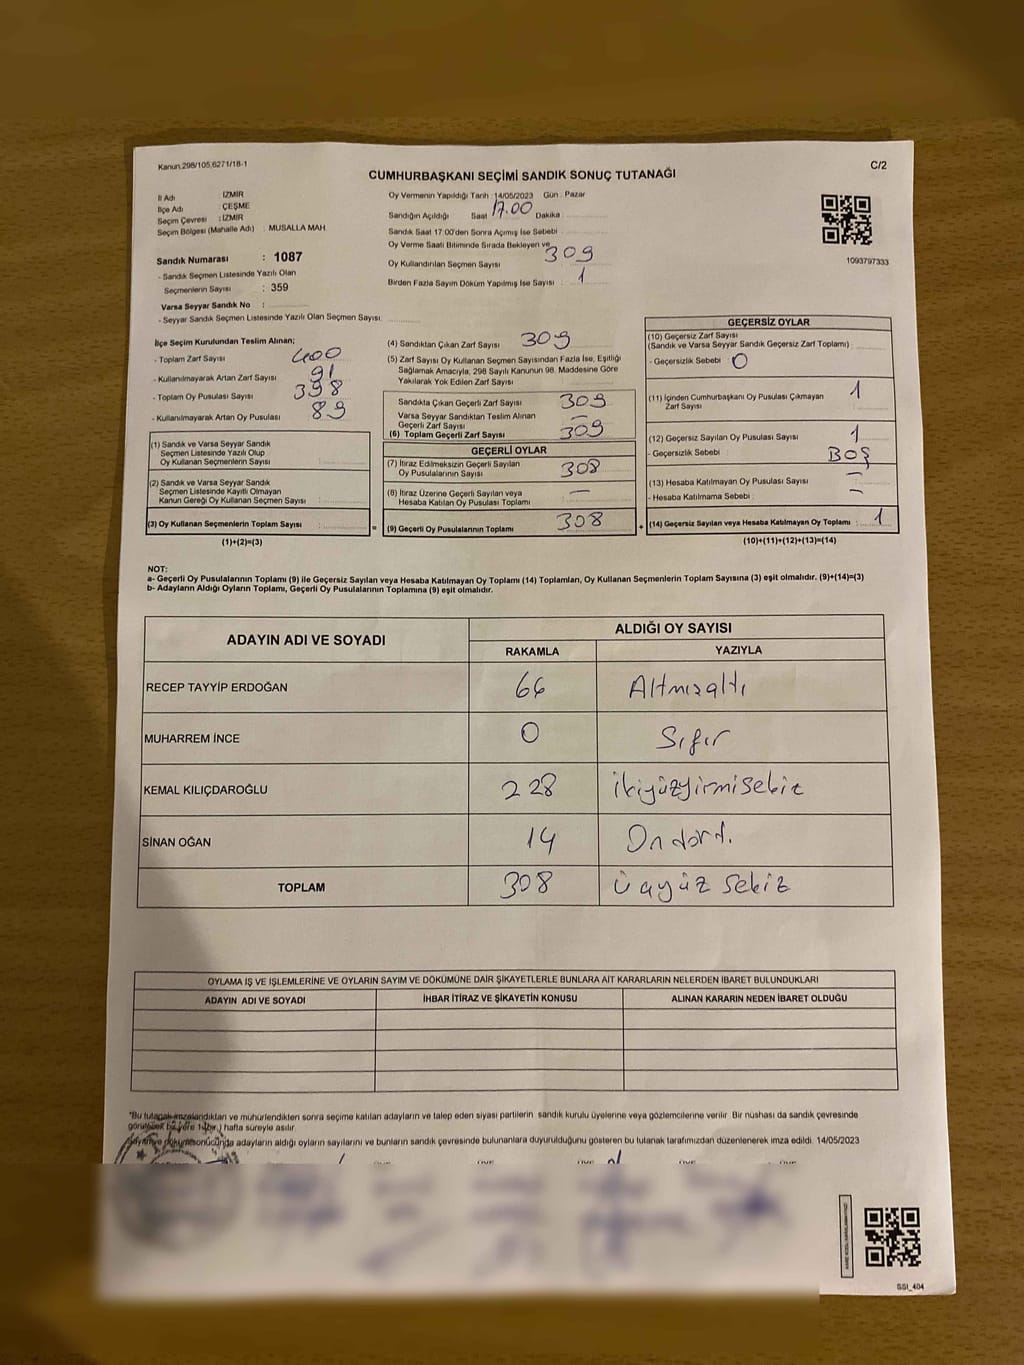 Kanun.298/105,6271/18-1
C/2
CUMHURBAŞKANI SEÇİMİ SANDIK SONUÇ TUTANAĞI
İl Adı : İZMİR
İlçe Adı : ÇEŞME
Seçim Çevresi : İZMİR
Seçim Bölgesi (Mahalle Adı) : MUSALLA MAH
Sandık Numarası : 1087
- Sandık Seçmen Listesinde Yazılı Olan
Seçmenlerin Sayısı : 359
Varsa Seyyar Sandık No :
- Seyyar Sandık Seçmen Listesinde Yazılı Olan Seçmen Sayısı
Oy Vermenin Yapıldığı Tarih : 14/05/2023 Gün : Pazar
Sandığın Açıldığı Saat 17.00 Dakika
Sandık Saat 17:00'den Sonra Açımış İse Sebebi
Oy Verme Saati Bitiminde Sırada Bekleyen ve
Oy Kullandırılan Seçmen Sayısı : 309
Birden Fazla Sayım Döküm Yapılmış İse Sayısı : 1
1093797333
İlçe Seçim Kurulundan Teslim Alınan;
- Toplam Zarf Sayısı 400
- Kullanılmayarak Artan Zarf Sayısı 91
- Toplam Oy Pusulası Sayısı 398
- Kullanılmayarak Artan Oy Pusulası 89
(1) Sandık ve Varsa Seyyar Sandık
Seçmen Listesinde Yazılı Olup
Oy Kullanan Seçmenlerin Sayısı
(2) Sandık ve Varsa Seyyar Sandık
Seçmen Listesinde Kayıtlı Olmayan
Kanun Gereği Oy Kullanan Seçmen Sayısı
(3) Oy Kullanan Seçmenlerin Toplam Sayısı :
(1)+(2)=(3)
=
(4) Sandıktan Çıkan Zarf Sayısı : 309
(5) Zarf Sayısı Oy Kullanan Seçmen Sayısından Fazla İse, Eşitliği
Sağlamak Amacıyla, 298 Sayılı Kanunun 98. Maddesine Göre
Yakılarak Yok Edilen Zarf Sayısı :
Sandıkta Çıkan Geçerli Zarf Sayısı : 309
Varsa Seyyar Sandıktan Teslim Alınan
Geçerli Zarf Sayısı : —
(6) Toplam Geçerli Zarf Sayısı : 309
GEÇERLİ OYLAR
(7) İtiraz Edilmeksizin Geçerli Sayılan
Oy Pusulalarının Sayısı : 308
(8) İtiraz Üzerine Geçerli Sayılan veya
Hesaba Katılan Oy Pusulası Sayısı : —
(9) Geçerli Oy Pusulalarının Toplamı : 308
+
GEÇERSİZ OYLAR
(10) Geçersiz Zarf Sayısı
(Sandık ve Varsa Seyyar Sandık Geçersiz Zarf Toplamı) :
- Geçersizlik Sebebi : 0
(11) İçinden Cumhurbaşkanı Oy Pusulası Çıkmayan
Zarf Sayısı : 1
(12) Geçersiz Sayılan Oy Pusulası Sayısı : 1
- Geçersizlik Sebebi : BOŞ
(13) Hesaba Katılmayan Oy Pusulası Sayısı : —
- Hesaba Katılmama Sebebi : —
(14) Geçersiz Sayılan veya Hesaba Katılmayan Oy Toplamı : 1
(10)+(11)+(12)+(13)=(14)
NOT:
a- Geçerli Oy Pusulalarının Toplamı (9) ile Geçersiz Sayılan veya Hesaba Katılmayan Oy Toplamı (14) Toplamları, Oy Kullanan Seçmenlerin Toplam Sayısına (3) eşit olmalıdır. (9)+(14)=(3)
b- Adayların Aldığı Oyların Toplamı, Geçerli Oy Pusulalarının Toplamına (9) eşit olmalıdır.
ADAYIN ADI VE SOYADI
ALDIĞI OY SAYISI
RAKAMLA YAZIYLA
RECEP TAYYİP ERDOĞAN 66 Altmışaltı
MUHARREM İNCE 0 Sıfır
KEMAL KILIÇDAROĞLU 228 ikiyüzyirmisekiz
SİNAN OĞAN 14 Ondört.
TOPLAM 308 Üçyüz sekiz
OYLAMA İŞ VE İŞLEMLERİNE VE OYLARIN SAYIM VE DÖKÜMÜNE DAİR ŞİKAYETLERLE BUNLARA AİT KARARLARIN NELERDEN İBARET BULUNDUKLARI
ADAYIN ADI VE SOYADI İHBAR İTİRAZ VE ŞİKAYETİN KONUSU ALINAN KARARIN NEDEN İBARET OLDUĞU
*Bu tutanak imzalandıktan ve mühürlendikten sonra seçime katılan adayların ve talep eden siyasi partilerin sandık kurulu üyelerine veya gözlemcilerine verilir. Bir nüshası da sandık çevresinde
görülecek bir yere 1 (bir) hafta süreyle asılır.
sonucunda adayların aldığı oyların sayılarını ve bunların sandık çevresinde bulunanlara duyurulduğunu gösteren bu tutanak tarafımızdan düzenlenerek imza edildi. 14/05/2023
SSI_404